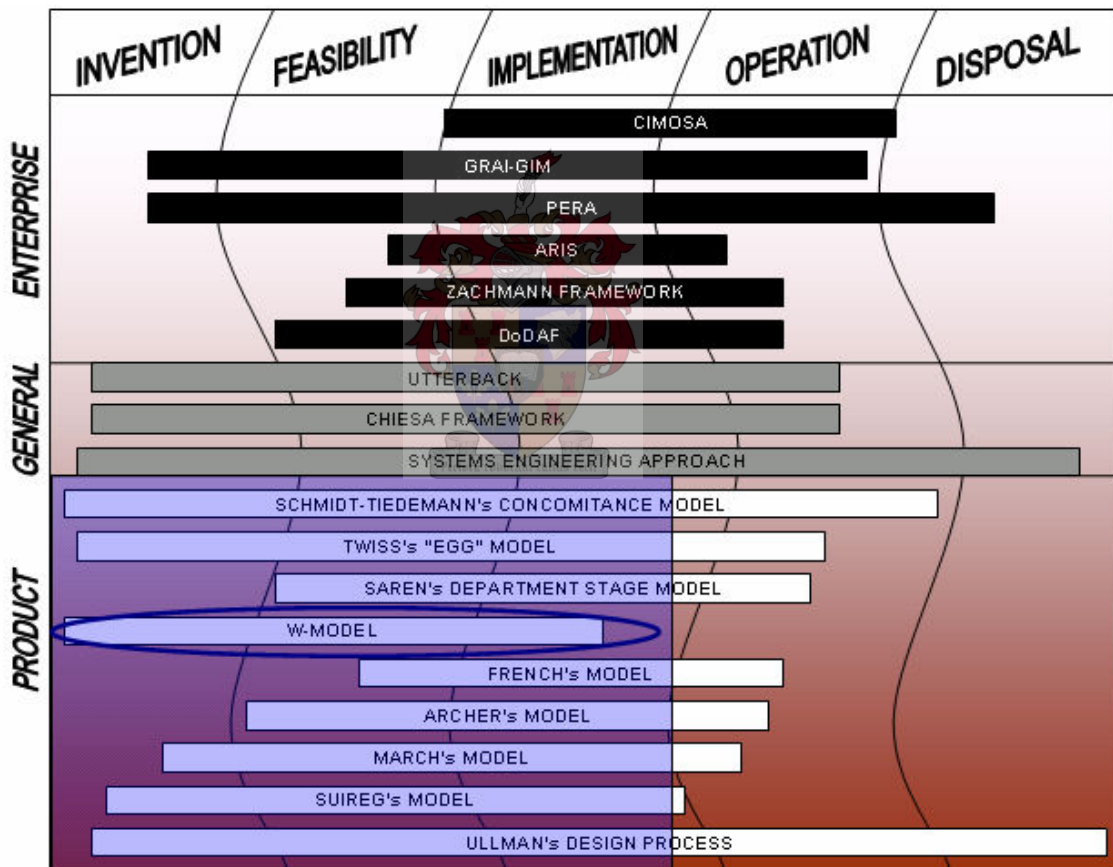 INVENTION
FEASIBILITY
IMPLEMENTATION
OPERATION
DISPOSAL
ENTERPRISE
CIMOSA
GRAI-GIM
PERA
ARIS
ZACHMANN FRAMEWORK
DoDAF
GENERAL
UTTERBACK
CHIESA FRAMEWORK
SYSTEMS ENGINEERING APPROACH
PRODUCT
SCHMIDT-TIEDEMANN's CONCOMITANCE MODEL
TWISS's "EGG" MODEL
SAREN's DEPARTMENT STAGE MODEL
W-MODEL
FRENCH's MODEL
ARCHER's MODEL
MARCH's MODEL
SUIREG's MODEL
ULLMAN's DESIGN PROCESS